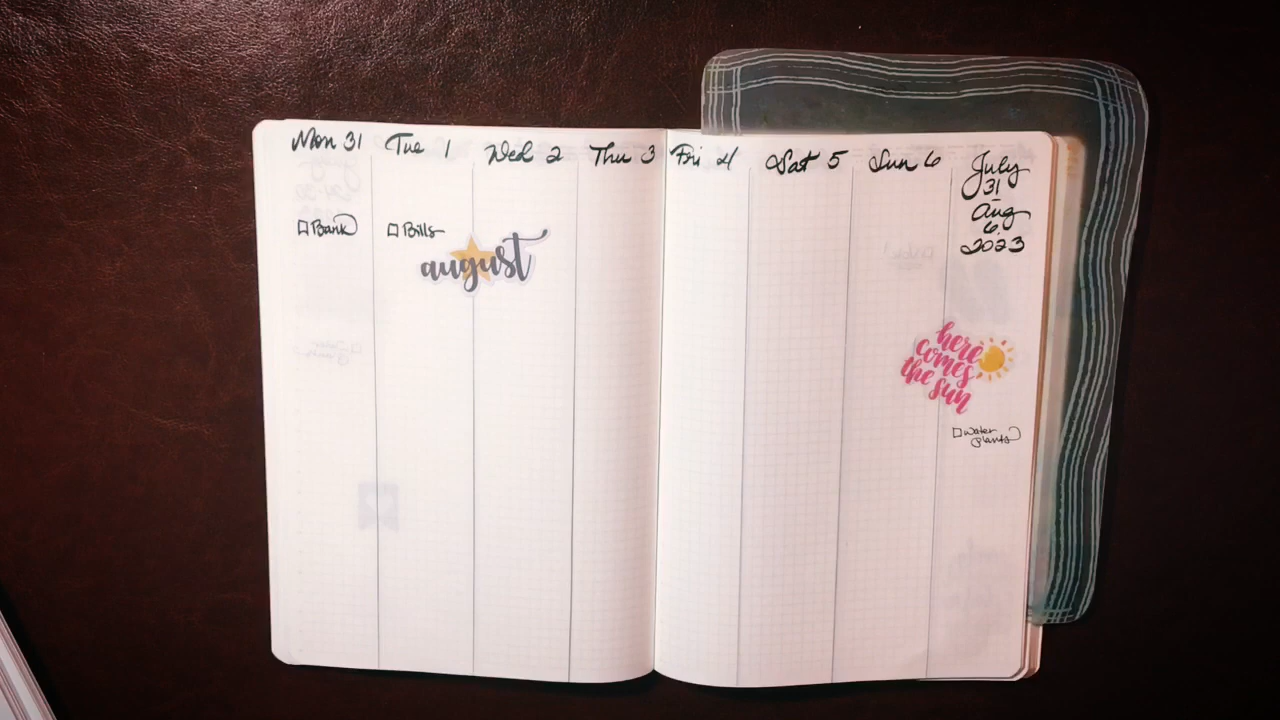 Mon 31
Tue 1
Wed 2
Thu 3
Fri 4
Sat 5
Sun 6
July
31
–
Aug
6,
2023
Bank
Bills
august
here
comes
the sun
Water
plants